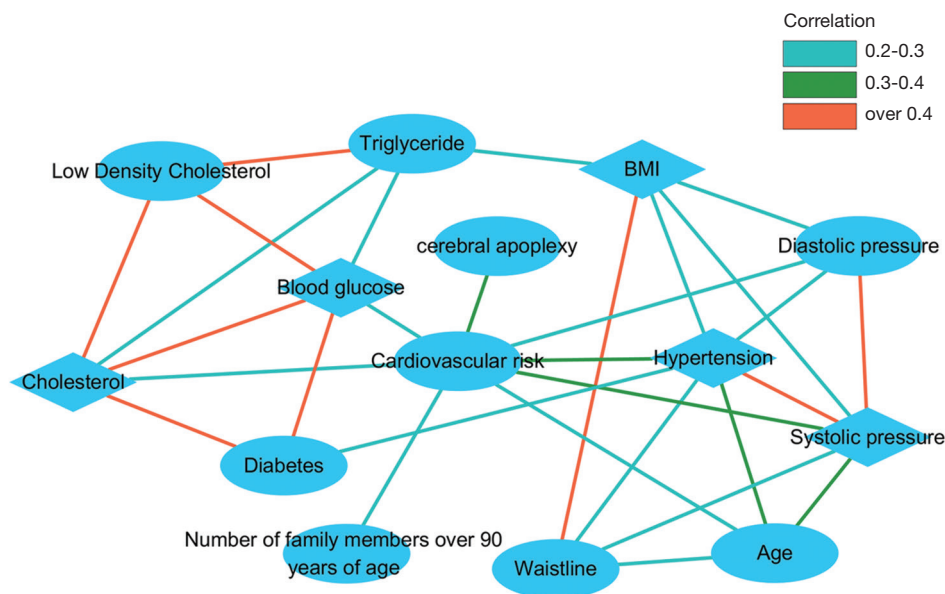 Correlation
0.2-0.3
0.3-0.4
over 0.4
Triglyceride
Low Density Cholesterol
BMI
cerebral apoplexy
Diastolic pressure
Blood glucose
Cardiovascular risk
Hypertension
Cholesterol
Systolic pressure
Diabetes
Number of family members over 90
years of age
Waistline
Age